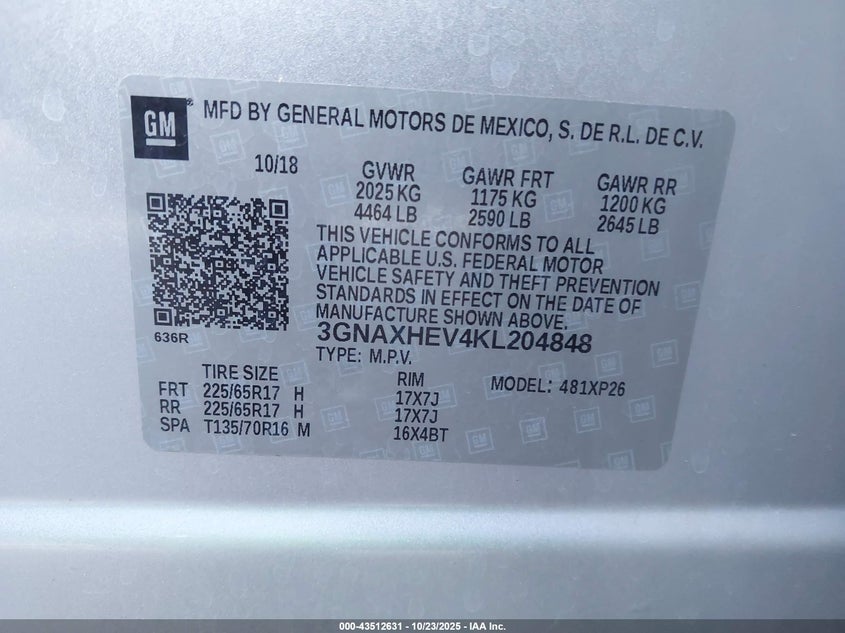 GM ®
MFD BY GENERAL MOTORS DE MEXICO, S. DE R.L. DE C.V.
10/18 GVWR GAWR FRT GAWR RR
2025 KG 1175 KG 1200 KG
4464 LB 2590 LB 2645 LB
THIS VEHICLE CONFORMS TO ALL
APPLICABLE U.S. FEDERAL MOTOR
VEHICLE SAFETY AND THEFT PREVENTION
STANDARDS IN EFFECT ON THE DATE OF
MANUFACTURE SHOWN ABOVE.
636R
3GNAXHEV4KL204848
TYPE: M.P.V.
TIRE SIZE RIM MODEL: 481XP26
FRT 225/65R17 H 17X7J
RR 225/65R17 H 17X7J
SPA T135/70R16 M 16X4BT
000-43512631 - 10/23/2025 - IAA Inc.